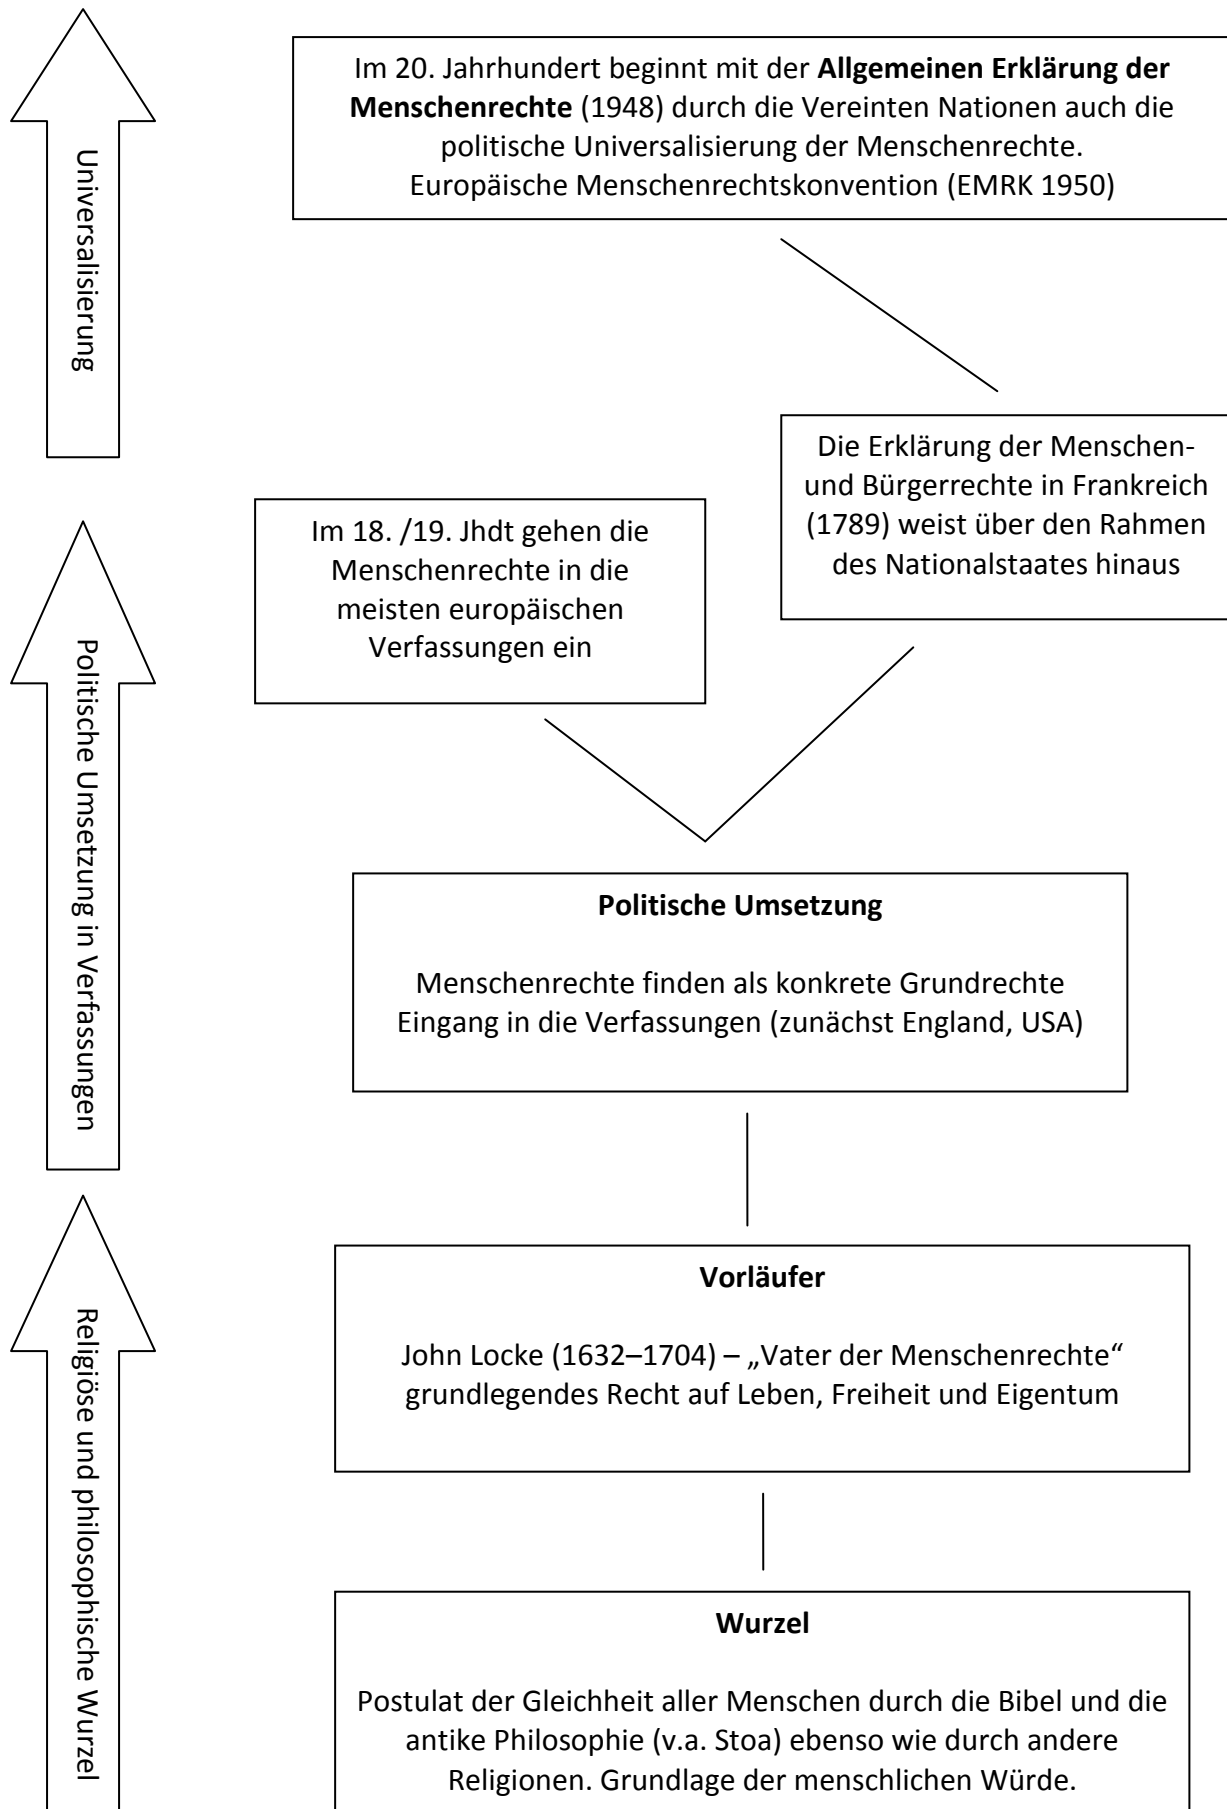 Universalisierung
Im 20. Jahrhundert beginnt mit der Allgemeinen Erklärung der
Menschenrechte (1948) durch die Vereinten Nationen auch die
politische Universalisierung der Menschenrechte.
Europäische Menschenrechtskonvention (EMRK 1950)
Die Erklärung der Menschen-
und Bürgerrechte in Frankreich
(1789) weist über den Rahmen
des Nationalstaates hinaus
Im 18. /19. Jhdt gehen die
Menschenrechte in die
meisten europäischen
Verfassungen ein
Politische Umsetzung in Verfassungen
Politische Umsetzung
Menschenrechte finden als konkrete Grundrechte
Eingang in die Verfassungen (zunächst England, USA)
Religiöse und philosophische Wurzel
Vorläufer
John Locke (1632–1704) – „Vater der Menschenrechte“
grundlegendes Recht auf Leben, Freiheit und Eigentum
Wurzel
Postulat der Gleichheit aller Menschen durch die Bibel und die
antike Philosophie (v.a. Stoa) ebenso wie durch andere
Religionen. Grundlage der menschlichen Würde.